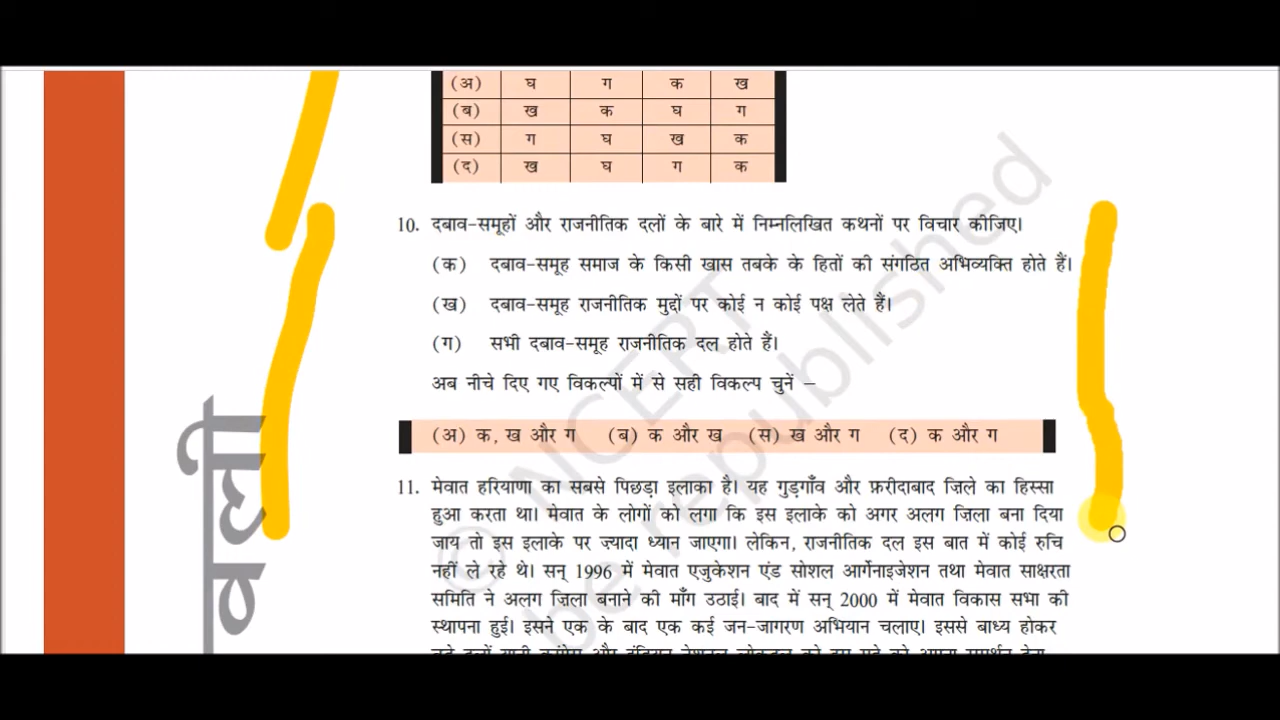 (अ) घ ग क ख
(ब) ख क घ ग
(स) ग घ ख क
(द) ख घ ग क
10. दबाव-समूहों और राजनीतिक दलों के बारे में निम्नलिखित कथनों पर विचार कीजिए।
(क) दबाव-समूह समाज के किसी खास तबके के हितों की संगठित अभिव्यक्ति होते हैं।
(ख) दबाव-समूह राजनीतिक मुद्दों पर कोई न कोई पक्ष लेते हैं।
(ग) सभी दबाव-समूह राजनीतिक दल होते हैं।
अब नीचे दिए गए विकल्पों में से सही विकल्प चुनें –
(अ) क, ख और ग (ब) क और ख (स) ख और ग (द) क और ग
11. मेवात हरियाणा का सबसे पिछड़ा इलाका है। यह गुड़गाँव और फ़रीदाबाद ज़िले का हिस्सा
हुआ करता था। मेवात के लोगों को लगा कि इस इलाके को अगर अलग ज़िला बना दिया
जाय तो इस इलाके पर ज़्यादा ध्यान जाएगा। लेकिन, राजनीतिक दल इस बात में कोई रुचि
नहीं ले रहे थे। सन् 1996 में मेवात एजुकेशन एंड सोशल आर्गेनाइजेशन तथा मेवात साक्षरता
समिति ने अलग ज़िला बनाने की माँग उठाई। बाद में सन् 2000 में मेवात विकास सभा की
स्थापना हुई। इसने एक के बाद एक कई जन-जागरण अभियान चलाए। इससे बाध्य होकर
वली
© NCERT
be republished